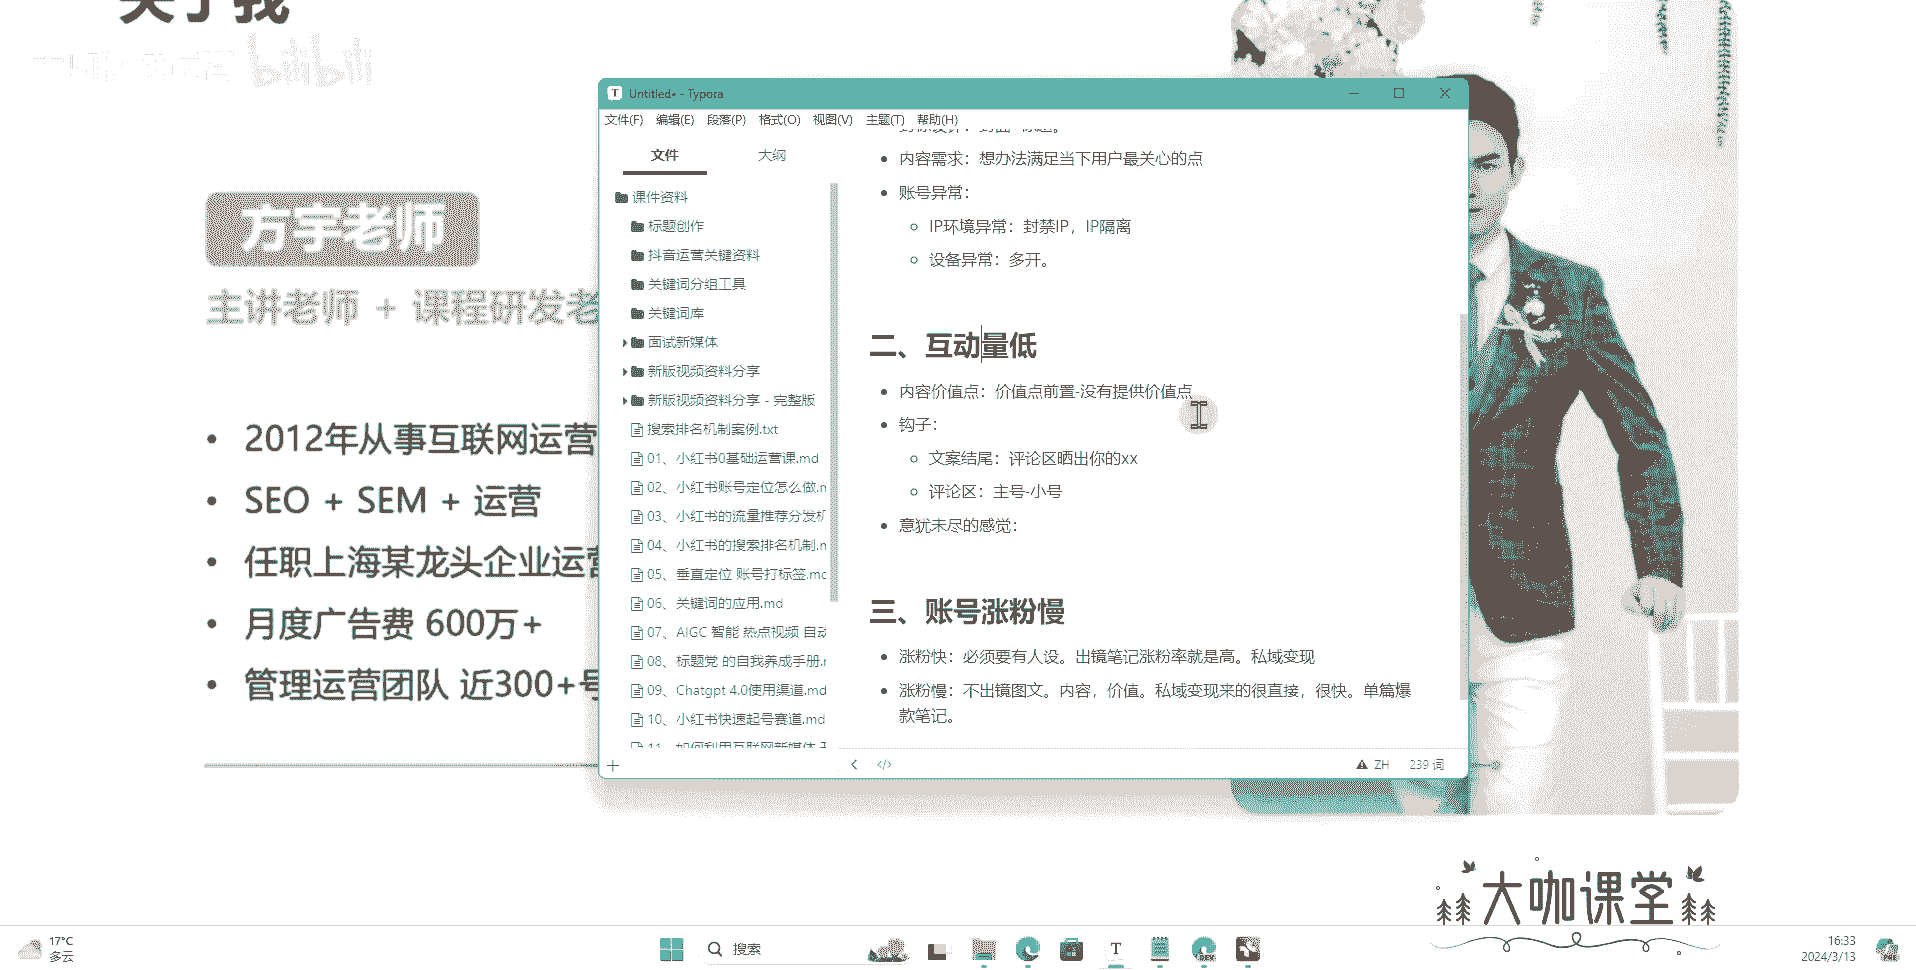 关于我
bilibili
方宇老师
主讲老师 + 课程研发老
2012年从事互联网运营
SEO + SEM + 运营
任职上海某龙头企业运营
月度广告费 600万+
管理运营团队 近300+号
Untitled• - Typora
文件(F) 编辑(E) 段落(P) 格式(O) 视图(V) 主题(T) 帮助(H)
文件 大纲
课件资料
标题创作
抖音运营关键资料
关键词分组工具
关键词库
面试新媒体
新版视频资料分享
新版视频资料分享 - 完整版
搜索排名机制案例.txt
01、小红书0基础运营课.md
02、小红书账号定位怎么做.m
03、小红书的流量推荐分发机
04、小红书的搜索排名机制.m
05、垂直定位 账号打标签.md
06、关键词的应用.md
07、AIGC 智能 热点视频 自动
08、标题党 的自我养成手册.m
09、Chatgpt 4.0使用渠道.md
10、小红书快速起号赛道.md
11、如何利用互联网新媒体
内容需求：想办法满足当下用户最关心的点
账号异常：
IP环境异常：封禁IP，IP隔离
设备异常：多开。
二、互动量低
内容价值点：价值点前置-没有提供价值点
钩子：
文案结尾：评论区晒出你的xx
评论区：主号-小号
意犹未尽的感觉：
三、账号涨粉慢
涨粉快：必须要有人设。出镜笔记涨粉率就是高。私域变现
涨粉慢：不出镜图文。内容，价值。私域变现来的很直接，很快。单篇爆
款笔记。
ZH 239 词
大咖课堂
17°C
多云
搜索
T
DEV
16:33
2024/3/13
PRE